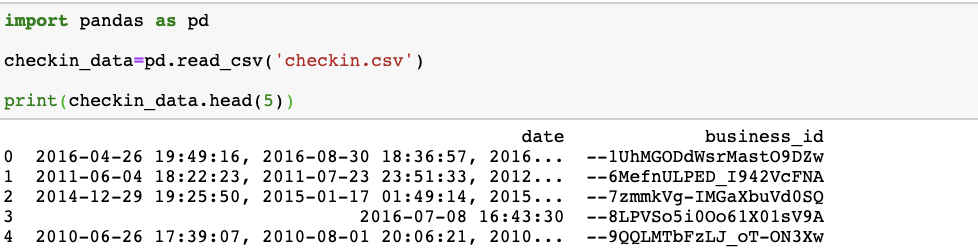 import pandas as pd
checkin_data=pd.read_csv('checkin.csv')
print(checkin_data.head(5))
date business_id
0 2016-04-26 19:49:16, 2016-08-30 18:36:57, 2016... --1UhMGODdWsrMastO9DZw
1 2011-06-04 18:22:23, 2011-07-23 23:51:33, 2012... --6MefnULPED_I942VcFNA
2 2014-12-29 19:25:50, 2015-01-17 01:49:14, 2015... --7zmmkVg-IMGaXbuVd0SQ
3 2016-07-08 16:43:30 --8LPVSo5i0Oo61X01sV9A
4 2010-06-26 17:39:07, 2010-08-01 20:06:21, 2010... --9QQLMTbFzLJ_oT-ON3Xw